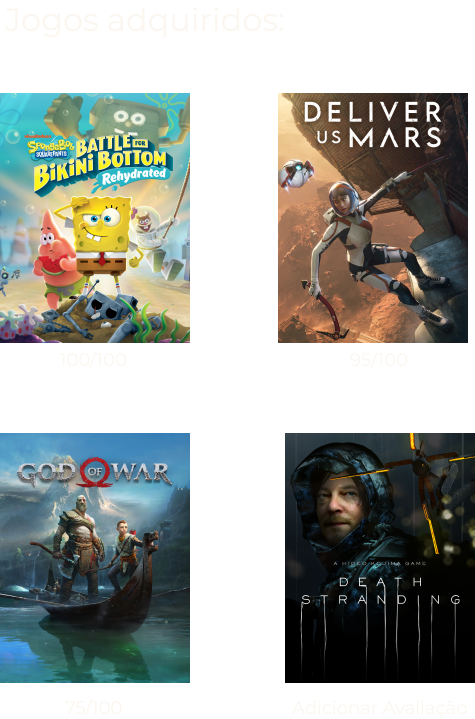 Jogos adquiridos:
nickelodeon
SpongeBob
SQUAREPANTS
BATTLE FOR
BIKINI BOTTOM
Rehydrated
DELIVER
US MARS
100/100
95/100
GOD OF WAR
A HIDEO KOJIMA GAME
DEATH
STRANDING
75/100
Adicionar Avaliação